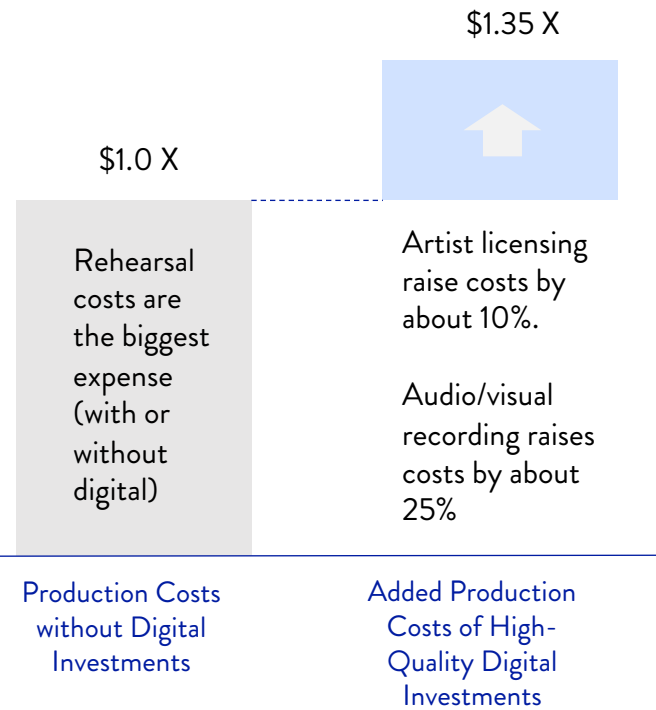 $1.35 X
$1.0 X
Rehearsal
costs are
the biggest
expense
(with or
without
digital)
Artist licensing
raise costs by
about 10%.
Audio/visual
recording raises
costs by about
25%
Production Costs
without Digital
Investments
Added Production
Costs of High-
Quality Digital
Investments